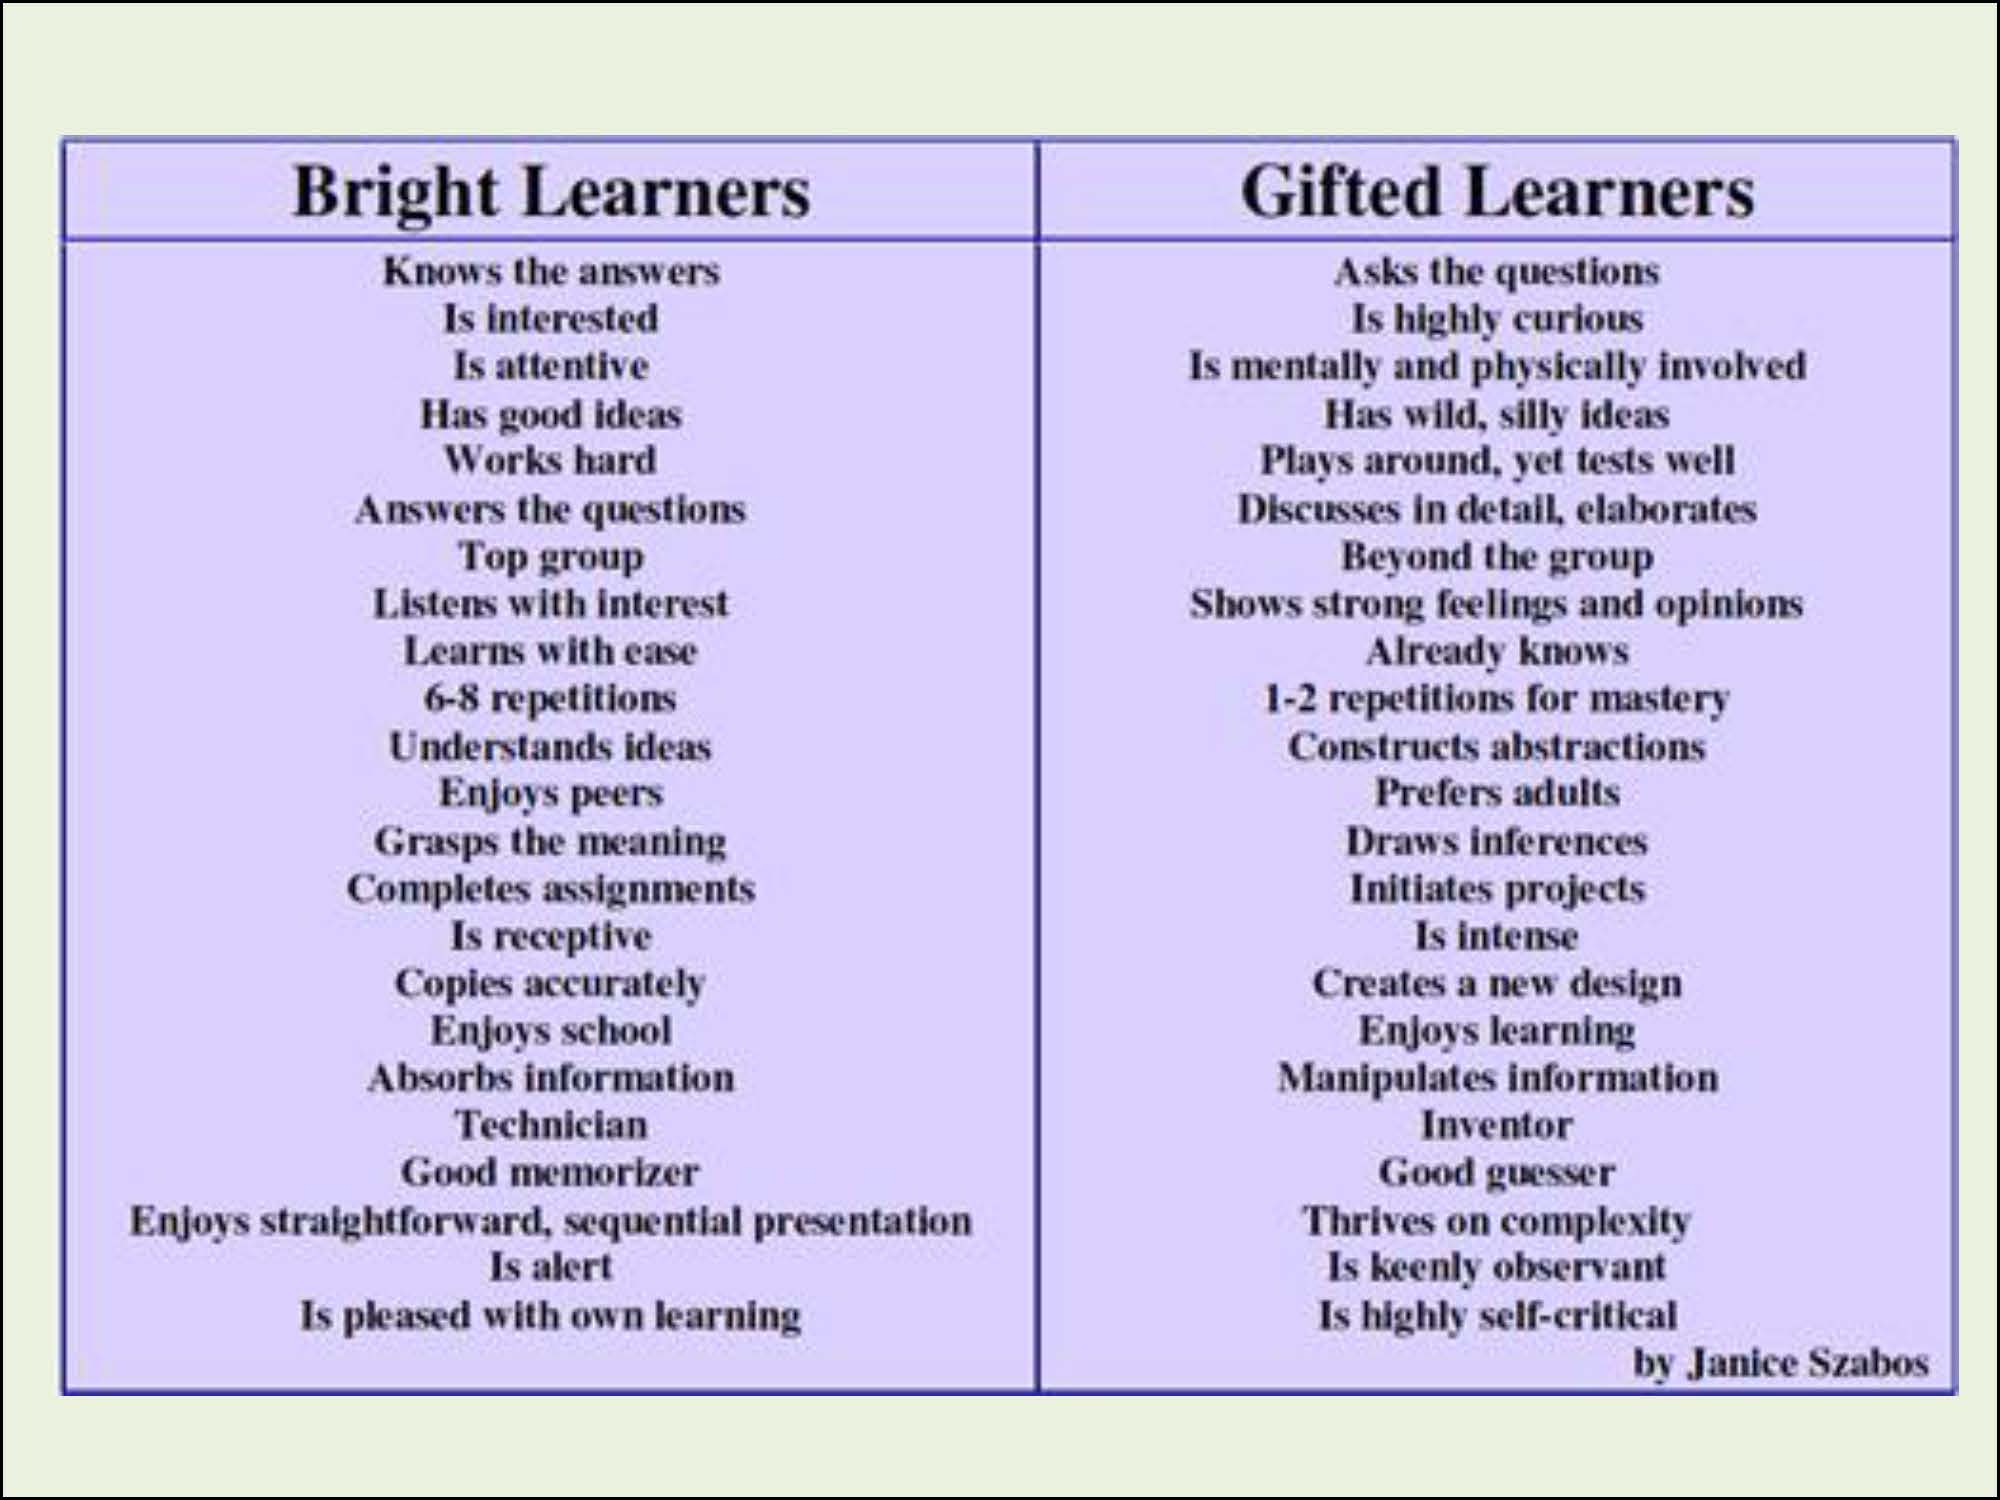 Bright Learners
Gifted Learners
Knows the answers
Is interested
Is attentive
Has good ideas
Works hard
Answers the questions
Top group
Listens with interest
Learns with ease
6-8 repetitions
Understands ideas
Enjoys peers
Grasps the meaning
Completes assignments
Is receptive
Copies accurately
Enjoys school
Absorbs information
Technician
Good memorizer
Enjoys straightforward, sequential presentation
Is alert
Is pleased with own learning
Asks the questions
Is highly curious
Is mentally and physically involved
Has wild, silly ideas
Plays around, yet tests well
Discusses in detail, elaborates
Beyond the group
Shows strong feelings and opinions
Already knows
1-2 repetitions for mastery
Constructs abstractions
Prefers adults
Draws inferences
Initiates projects
Is intense
Creates a new design
Enjoys learning
Manipulates information
Inventor
Good guesser
Thrives on complexity
Is keenly observant
Is highly self-critical
by Janice Szabos